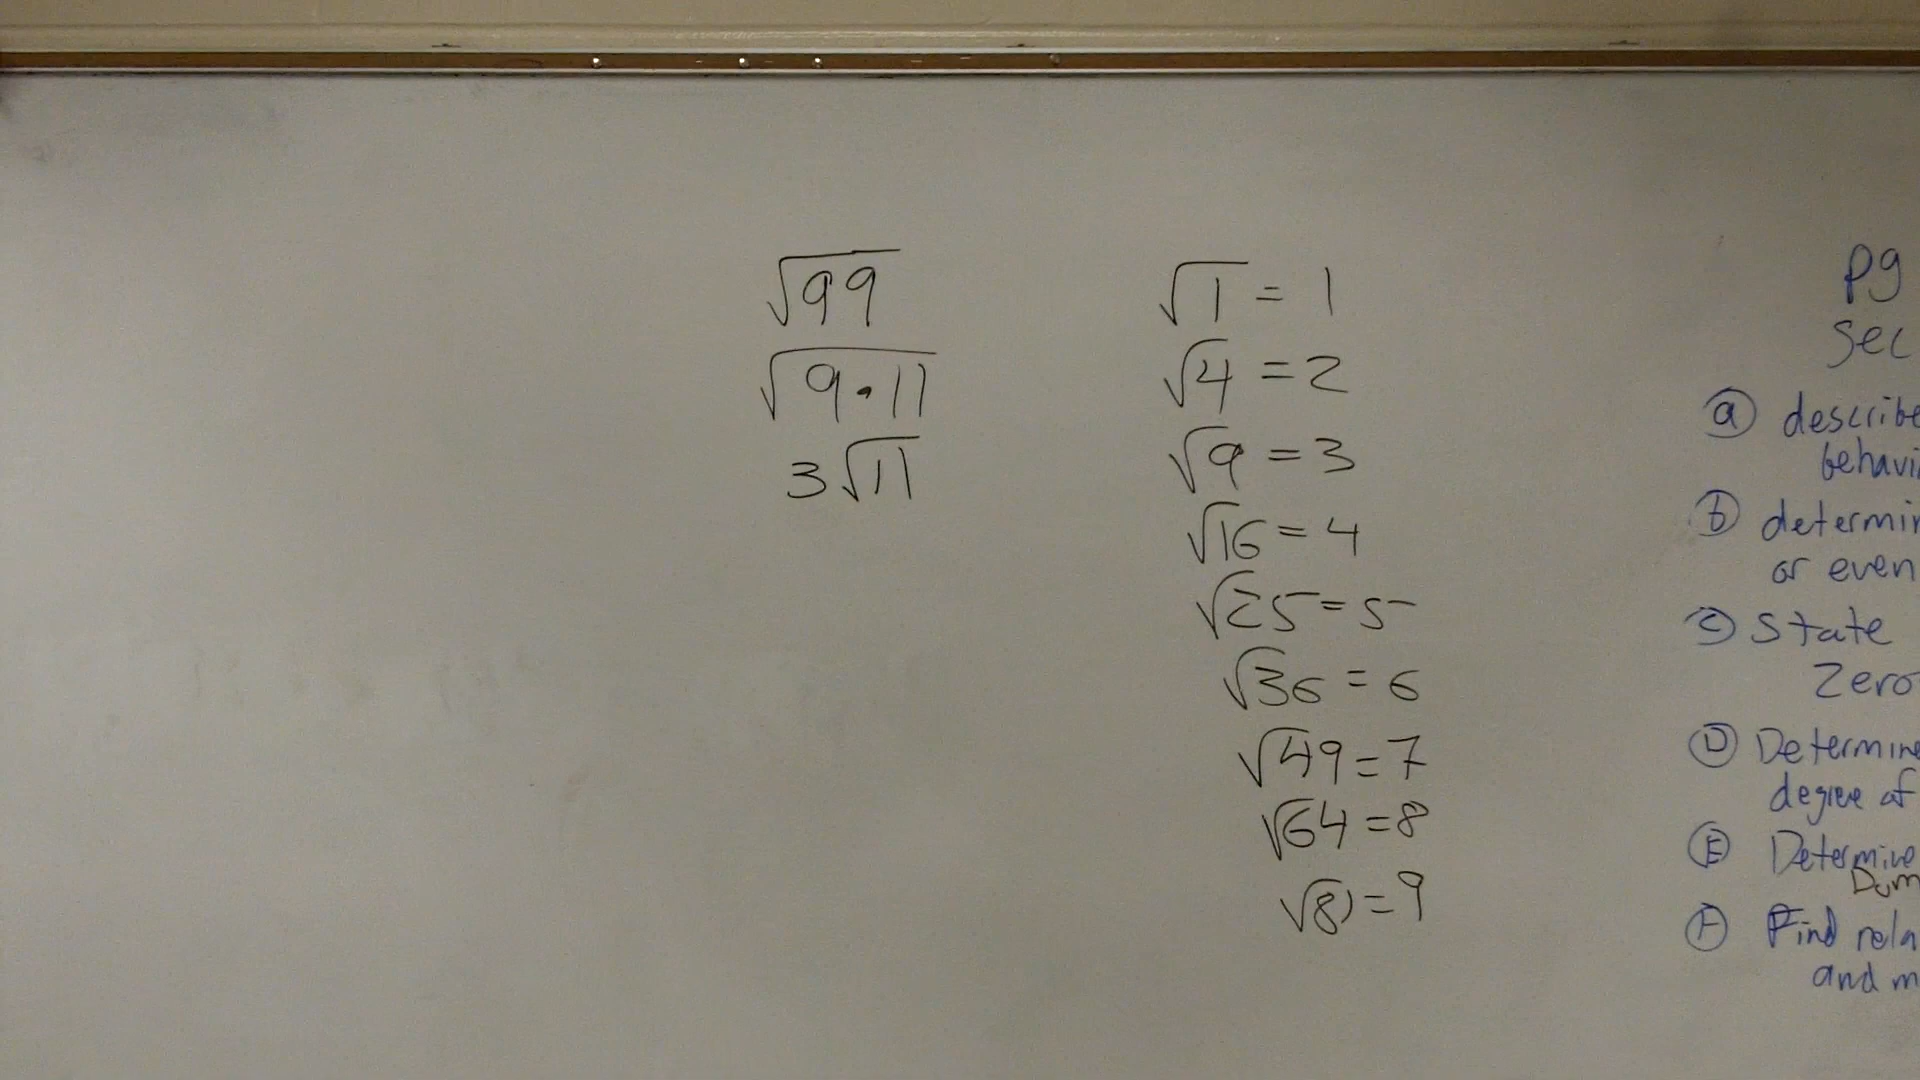 √99
√9·11
3√11
√1 = 1
√4 = 2
√9 = 3
√16 = 4
√25 = 5
√36 = 6
√49 = 7
√64 = 8
√81 = 9
pg
Sec
ⓐ describe
behavi
ⓑ determin
or even
ⓒ State
Zero
Ⓓ Determine
degree of
Ⓔ Determine
Dom
Ⓕ Find rela
and m